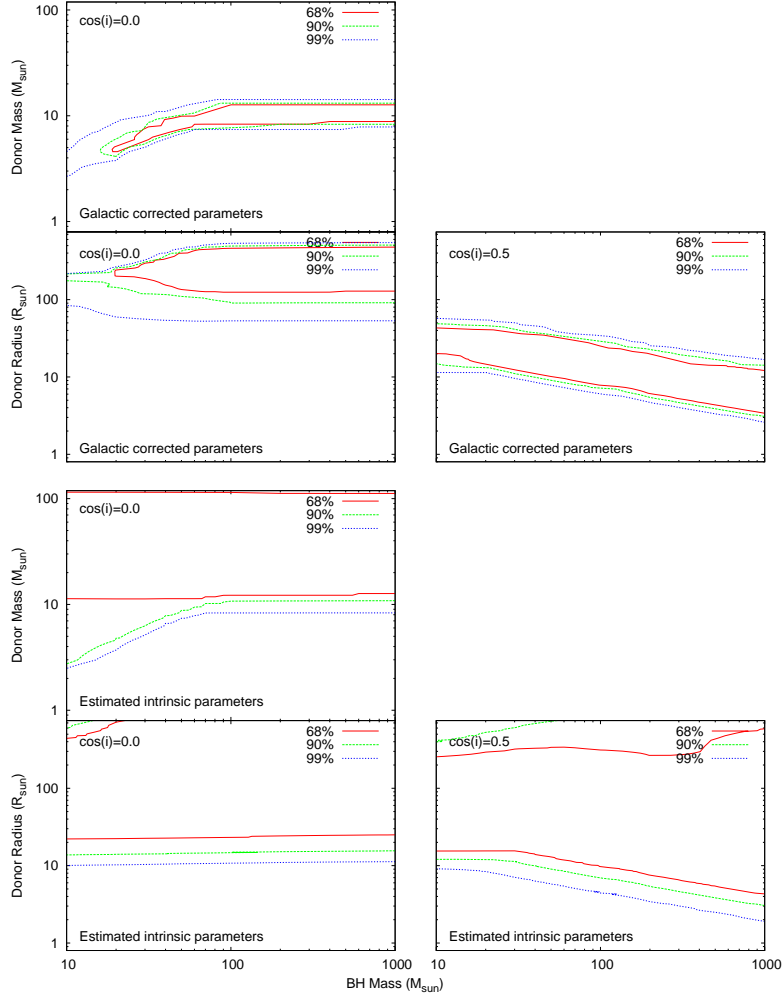 100
10
1
Donor Mass (M_sun)
cos(i)=0.0
68%
90%
99%
Galactic corrected parameters
100
10
1
Donor Radius (R_sun)
cos(i)=0.0
68%
90%
99%
Galactic corrected parameters
cos(i)=0.5
68%
90%
99%
Galactic corrected parameters
100
10
1
Donor Mass (M_sun)
cos(i)=0.0
68%
90%
99%
Estimated intrinsic parameters
100
10
1
Donor Radius (R_sun)
cos(i)=0.0
68%
90%
99%
Estimated intrinsic parameters
10 100 1000
cos(i)=0.5
68%
90%
99%
Estimated intrinsic parameters
10 100 1000
BH Mass (M_sun)